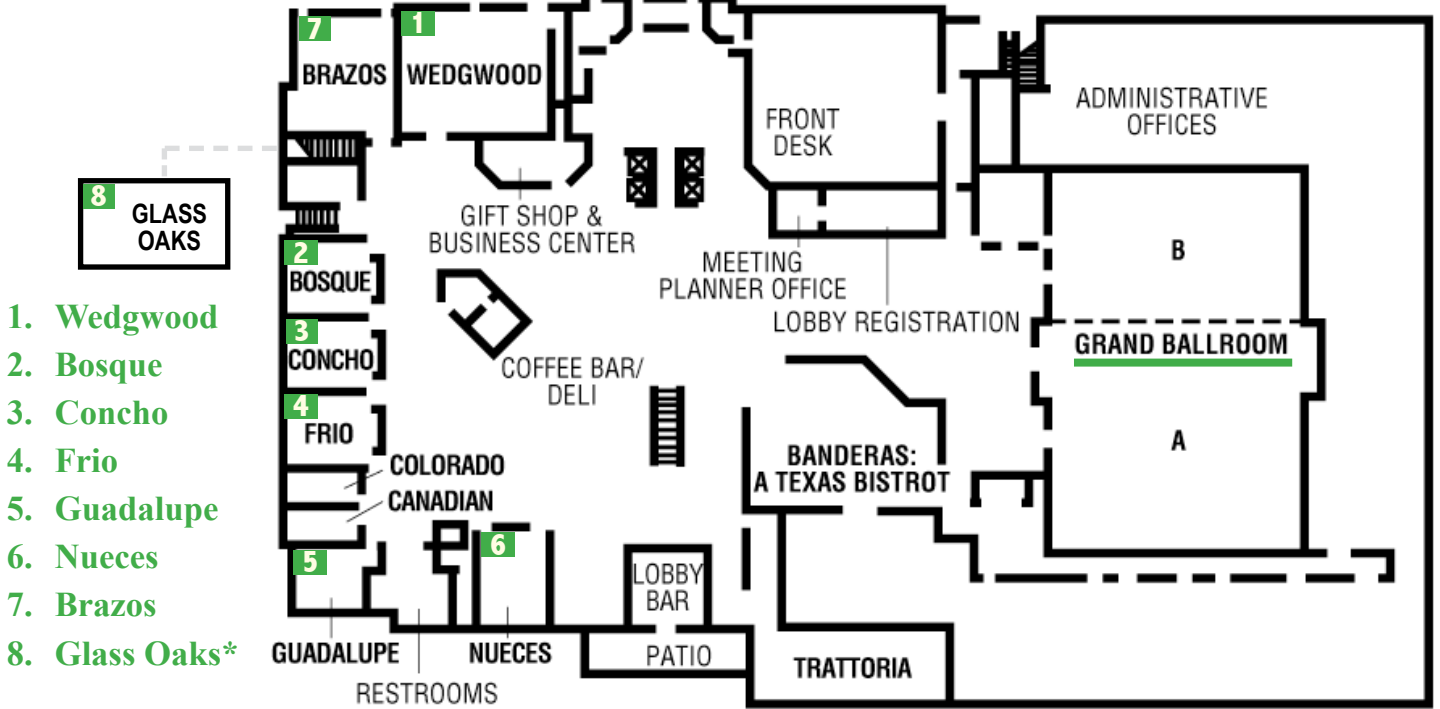 7
1
BRAZOS
WEDGWOOD
ADMINISTRATIVE
OFFICES
FRONT
DESK
8
GLASS
OAKS
GIFT SHOP &
BUSINESS CENTER
2
BOSQUE
MEETING
PLANNER OFFICE
B
LOBBY REGISTRATION
3
CONCHO
GRAND BALLROOM
COFFEE BAR/
DELI
4
FRIO
A
COLORADO
CANADIAN
BANDERAS:
A TEXAS BISTROT
5
6
LOBBY
BAR
GUADALUPE
NUECES
PATIO
TRATTORIA
RESTROOMS
1. Wedgwood
2. Bosque
3. Concho
4. Frio
5. Guadalupe
6. Nueces
7. Brazos
8. Glass Oaks*